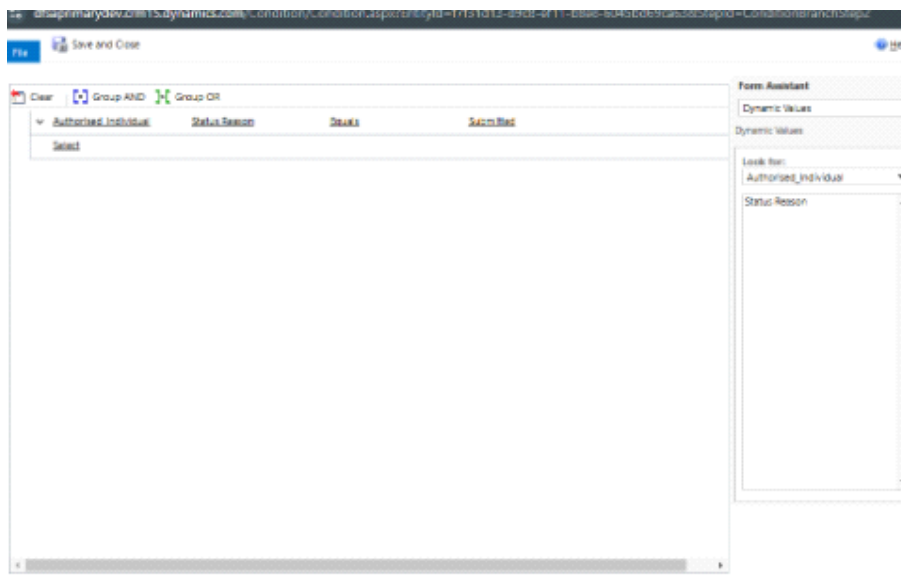 Save and Close
File
Clear
Group AND
Group OR
Authorised_Individual
Status Reason
Equals
Submitted
Select
Form Assistant
Dynamic Values
Dynamic Values
Look for:
Authorised_Individual
Status Reason